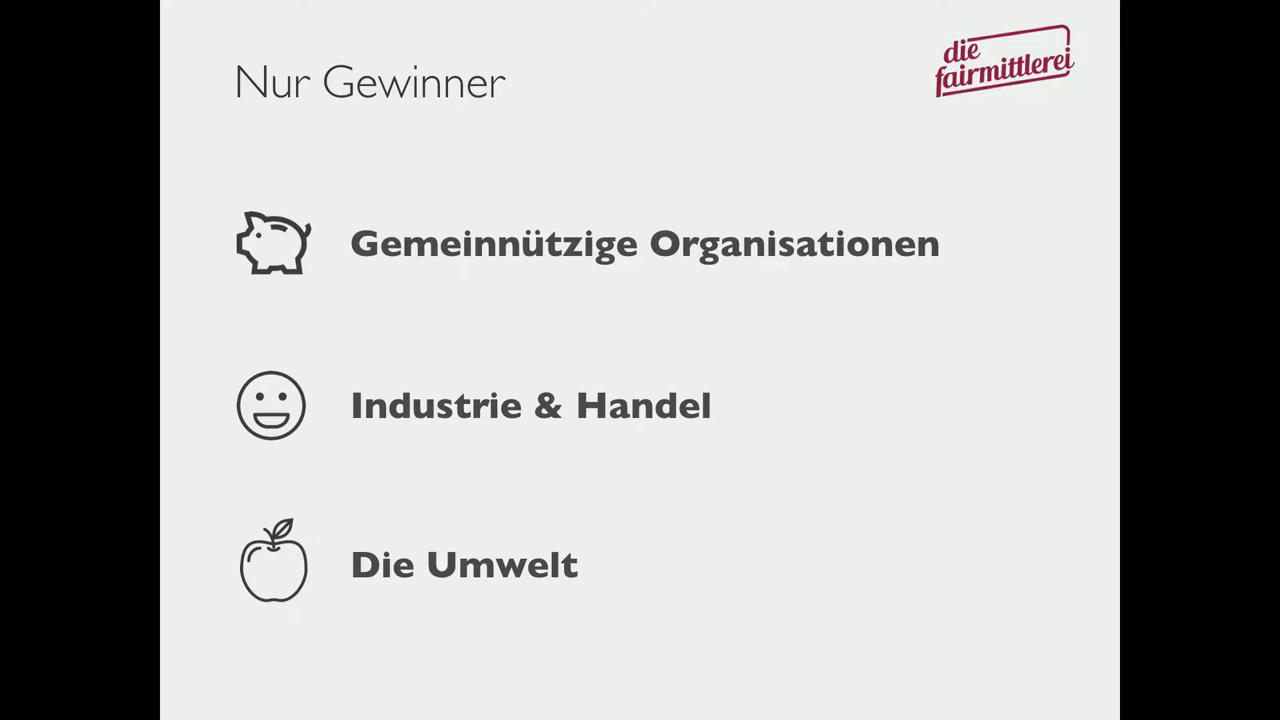 Nur Gewinner
die
fairmittlerei
Gemeinnützige Organisationen
Industrie & Handel
Die Umwelt